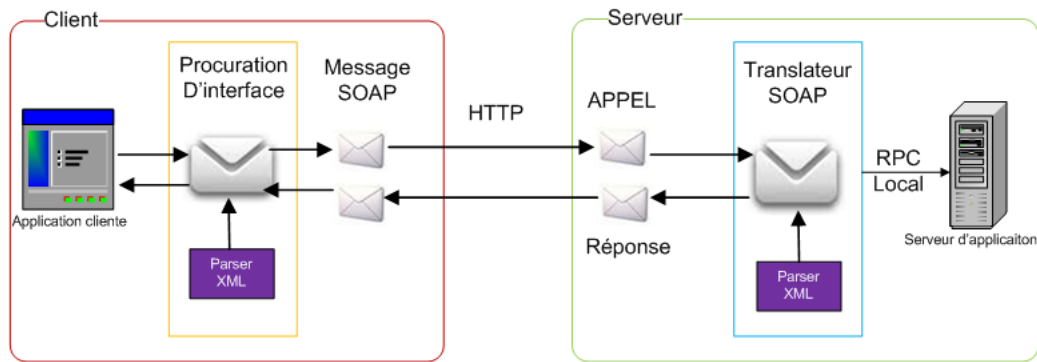 Client
Serveur
Procuration
D'interface
Message
SOAP
HTTP
APPEL
Translateur
SOAP
RPC
Local
Application cliente
Serveur d'applicaiton
Réponse
Parser
XML
Parser
XML